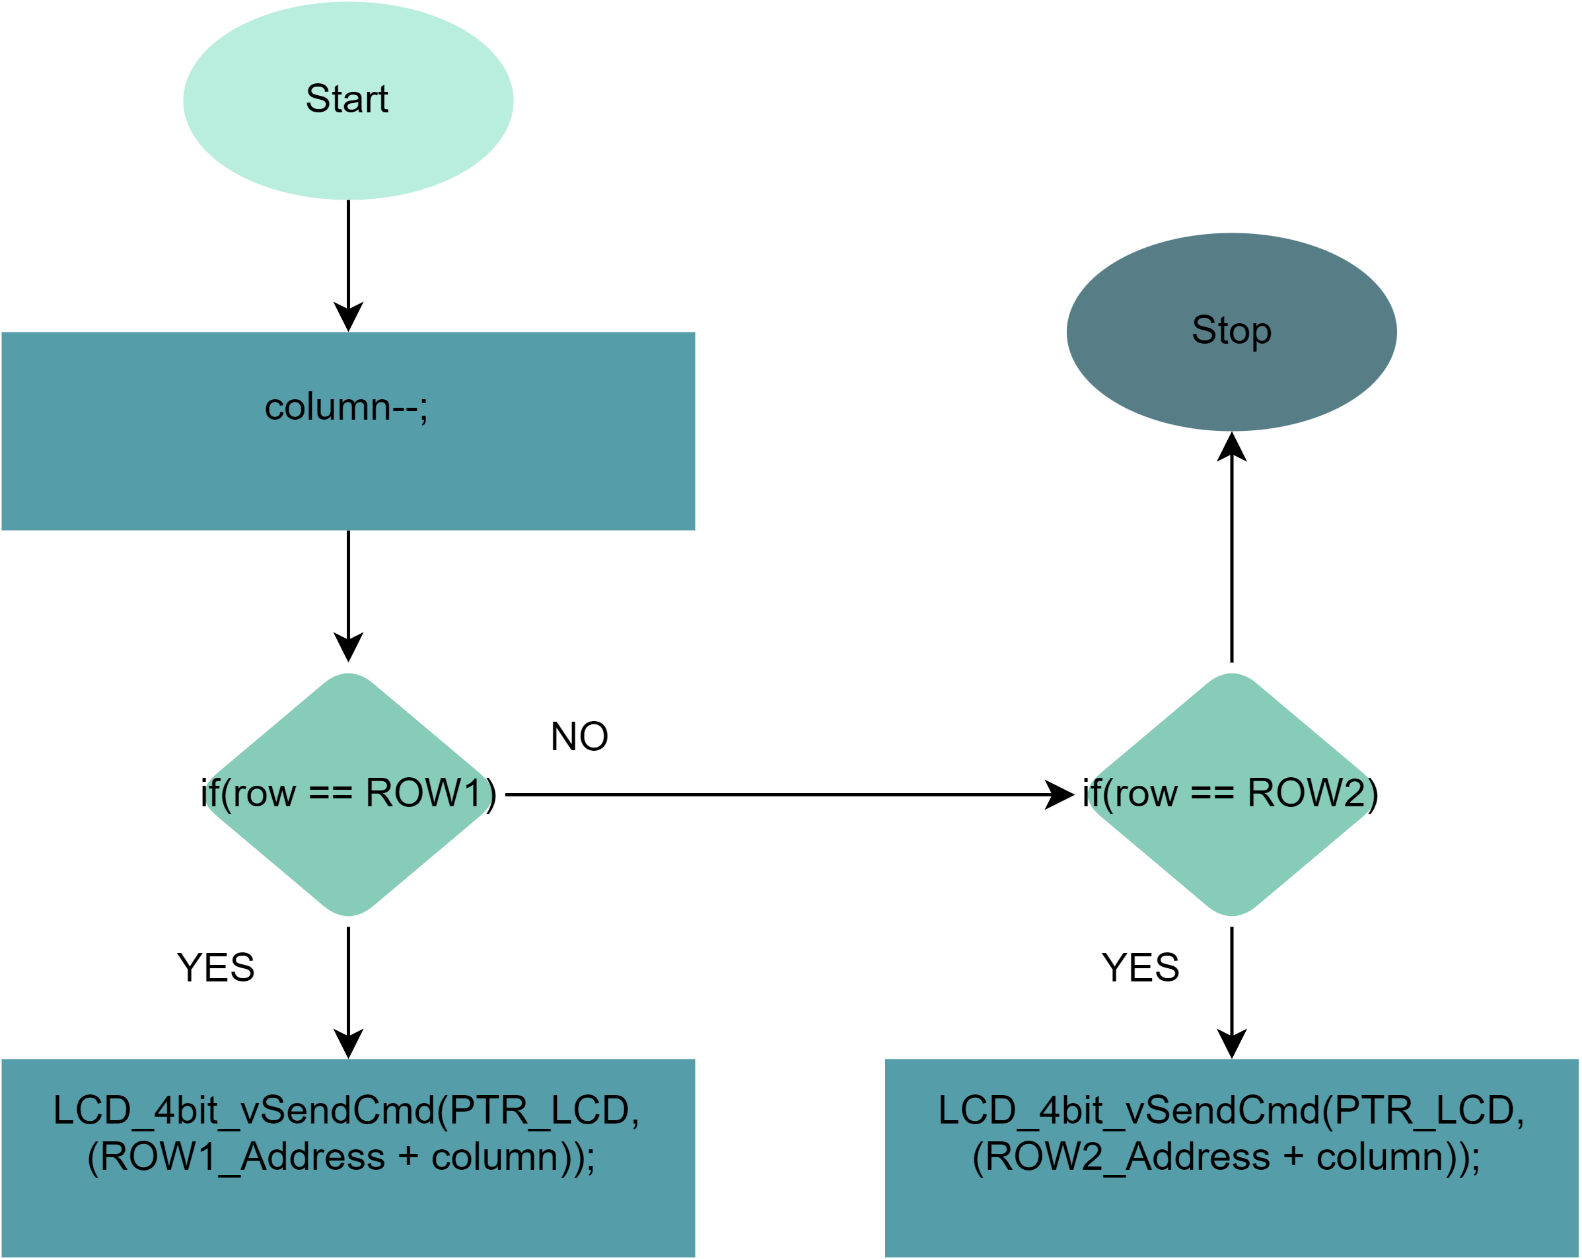 Start
Stop
column--;
NO
if(row == ROW1)
if(row == ROW2)
YES
YES
LCD_4bit_vSendCmd(PTR_LCD,
(ROW1_Address + column));
LCD_4bit_vSendCmd(PTR_LCD,
(ROW2_Address + column));